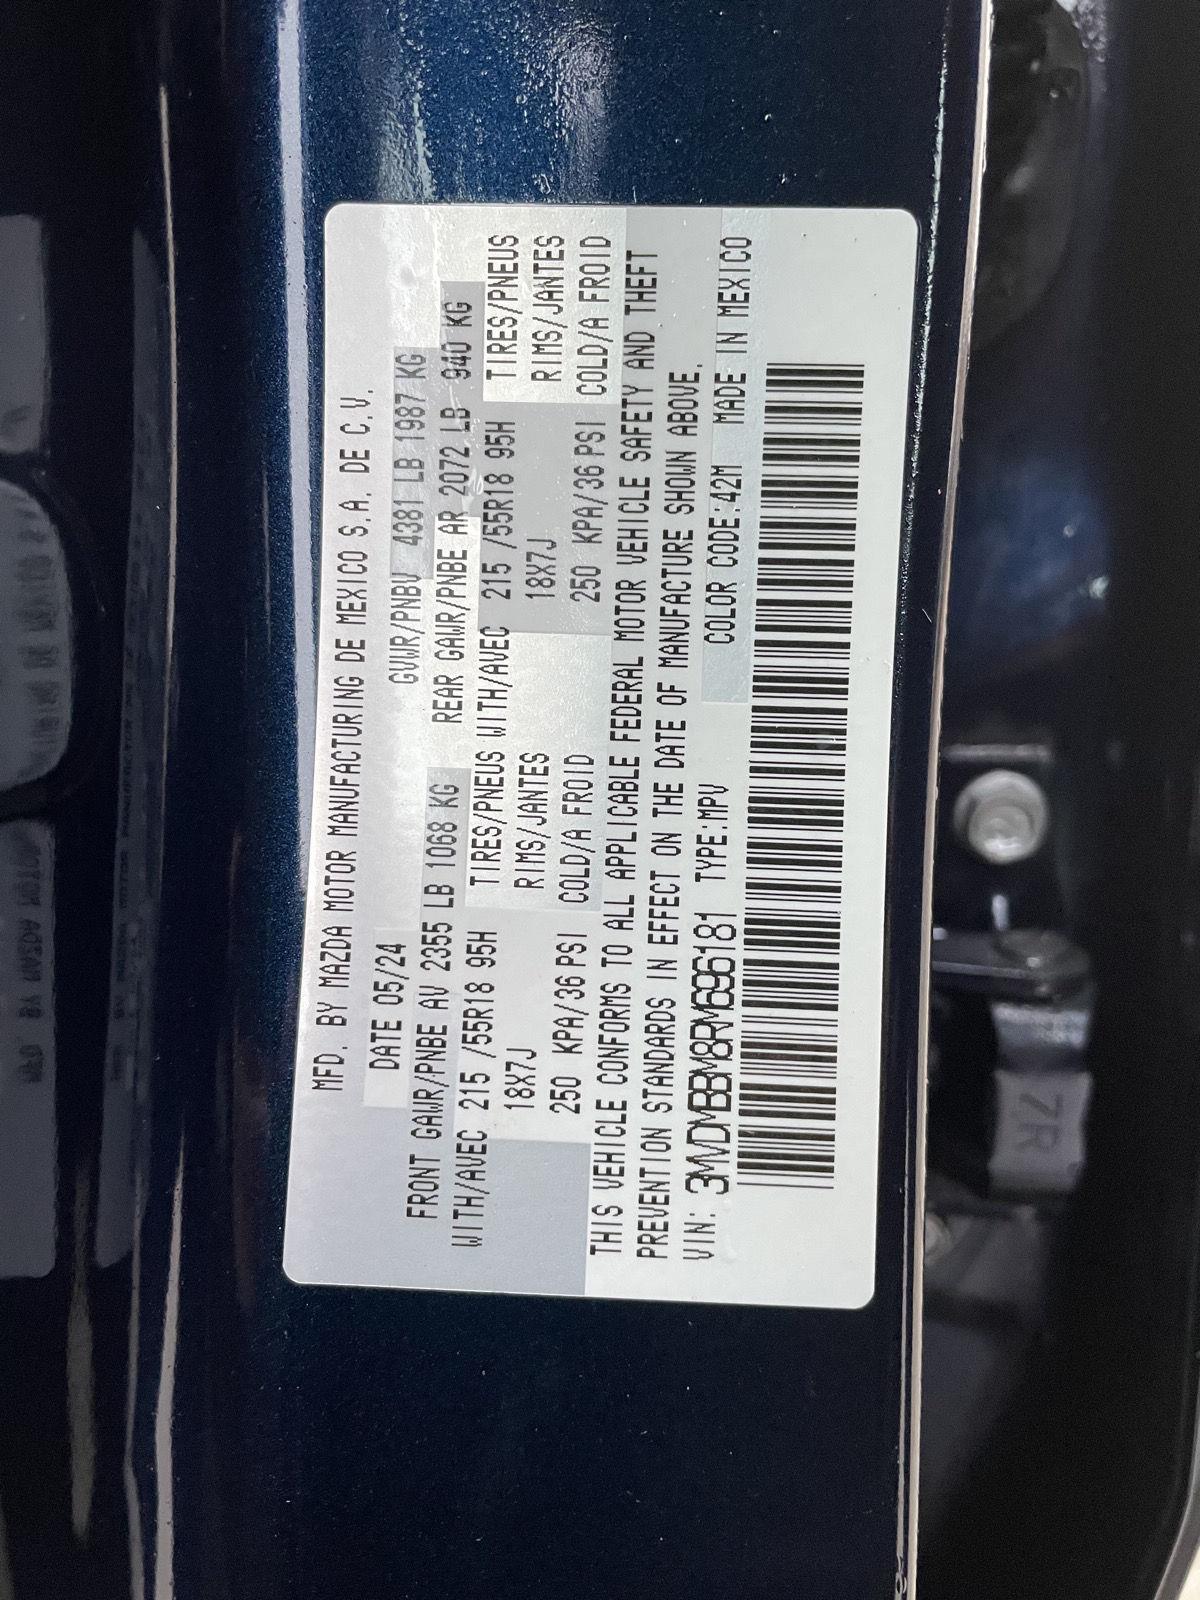 MFD. BY MAZDA MOTOR MANUFACTURING DE MEXICO S.A. DE C.V.
DATE 05/24 GVWR/PNBV 4381 LB 1987 KG
FRONT GAWR/PNBE AV 2355 LB 1068 KG REAR GAWR/PNBE AR 2072 LB 940 KG
WITH/AVEC 215 /55R18 95H TIRES/PNEUS WITH/AVEC 215 /55R18 95H TIRES/PNEUS
18X7J RIMS/JANTES 18X7J RIMS/JANTES
250 KPA/36 PSI COLD/A FROID 250 KPA/36 PSI COLD/A FROID
THIS VEHICLE CONFORMS TO ALL APPLICABLE FEDERAL MOTOR VEHICLE SAFETY AND THEFT
PREVENTION STANDARDS IN EFFECT ON THE DATE OF MANUFACTURE SHOWN ABOVE.
VIN: 3MVDMBBM8RM696181 TYPE:MPV COLOR CODE:42M MADE IN MEXICO
7R